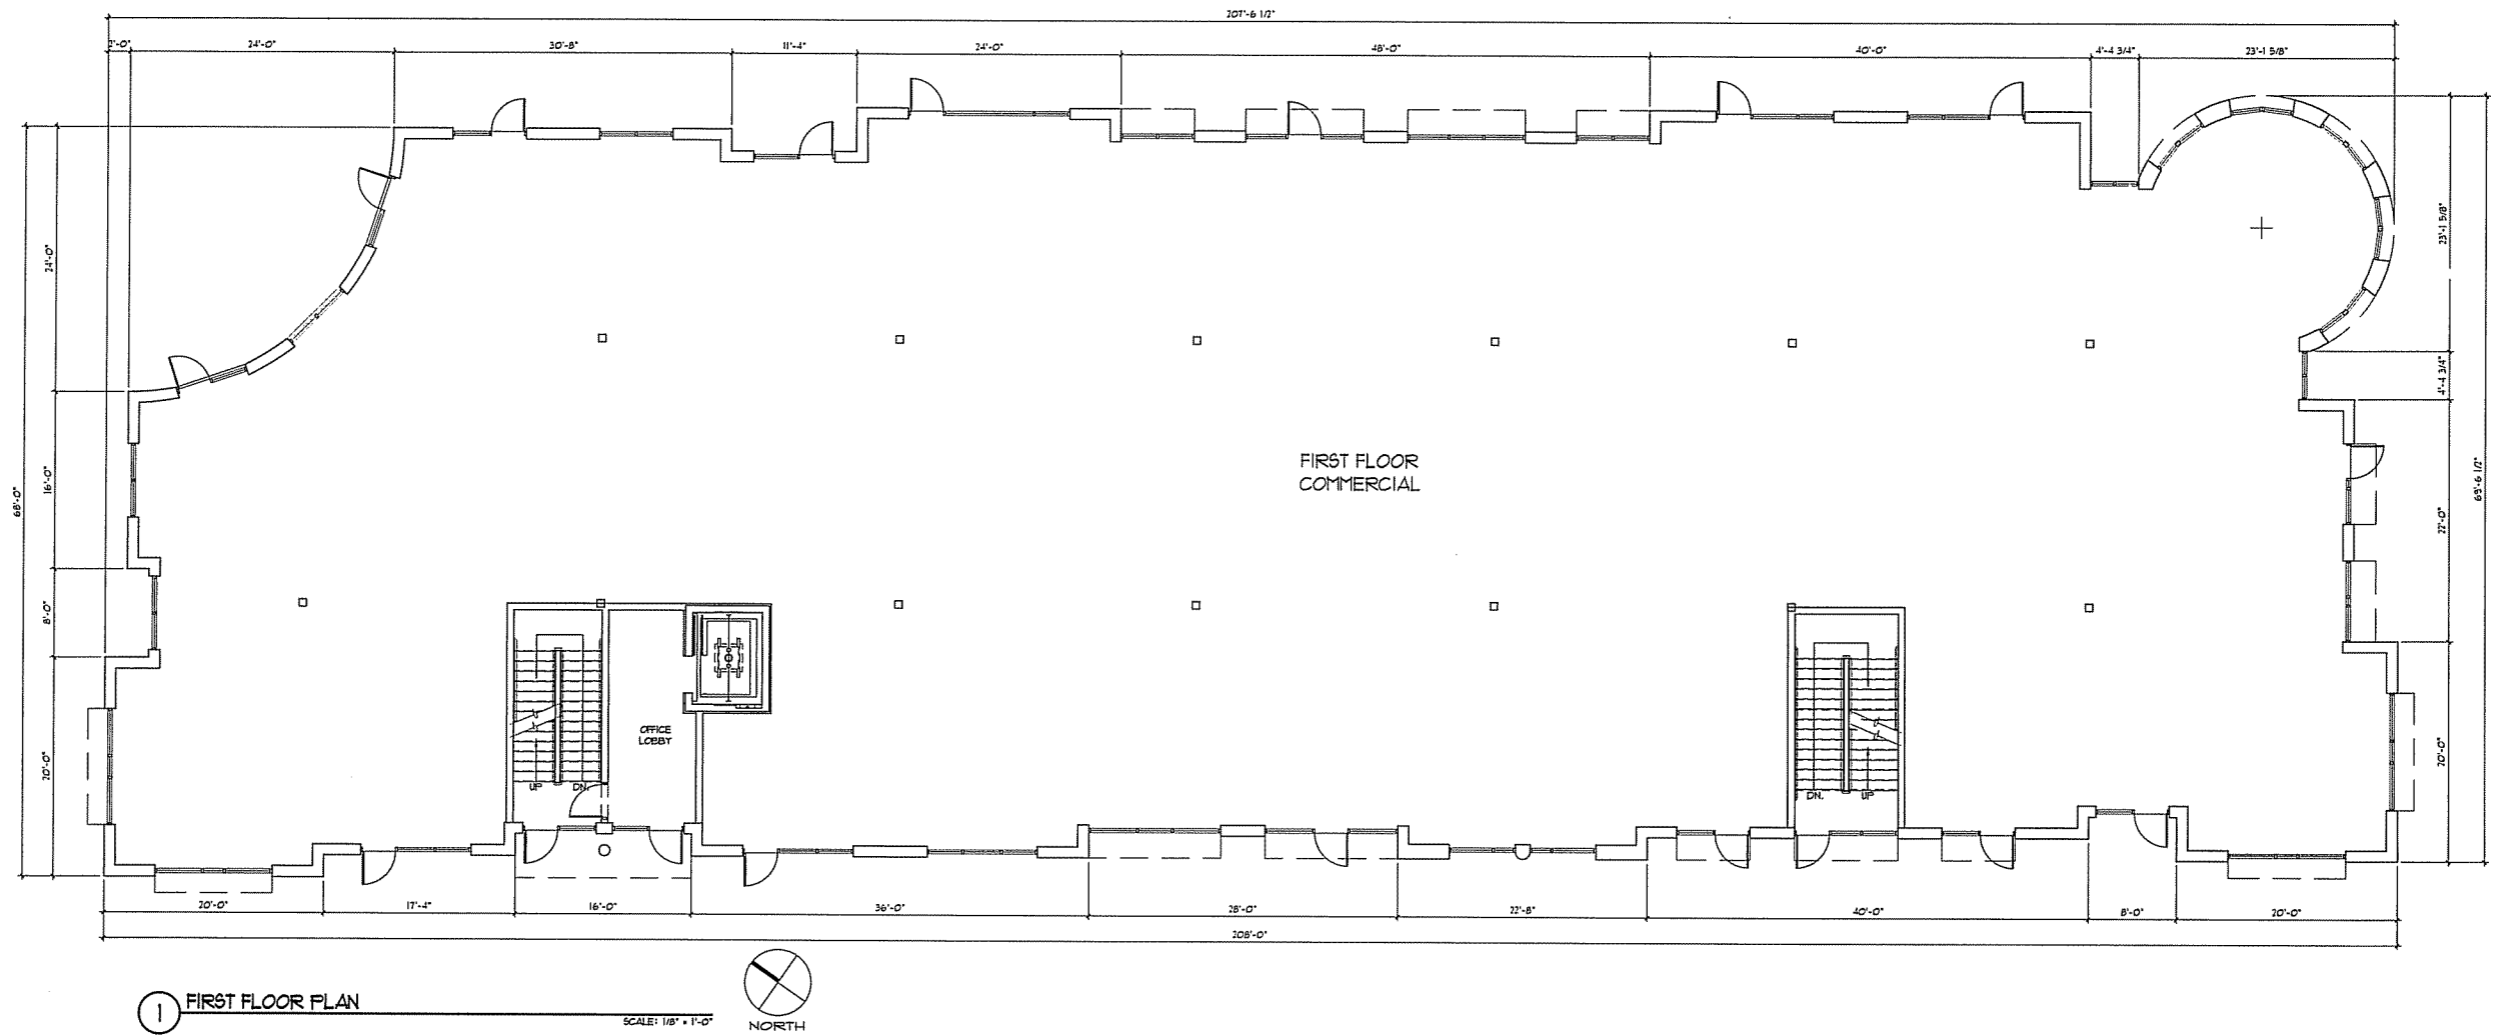 207'-6 1/2"
2'-0"
24'-0"
30'-8"
11'-4"
24'-0"
48'-0"
40'-0"
4'-4 3/4"
23'-1 5/8"
24'-0"
16'-0"
68'-0"
8'-0"
20'-0"
23'-1 5/8"
4'-4 3/4"
69'-6 1/2"
22'-0"
20'-0"
FIRST FLOOR
COMMERCIAL
OFFICE
LOBBY
UP
DN.
DN.
UP
20'-0"
17'-4"
16'-0"
36'-0"
28'-0"
22'-8"
40'-0"
8'-0"
20'-0"
208'-0"
1
FIRST FLOOR PLAN
SCALE: 1/8" = 1'-0"
NORTH